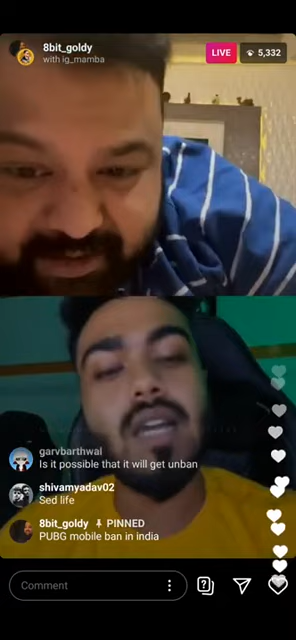 8bit_goldy
with ig_mamba
LIVE
5,332
garvbarthwal
Is it possible that it will get unban
shivamyadav02
Sed life
8bit_goldy PINNED
PUBG mobile ban in india
Comment